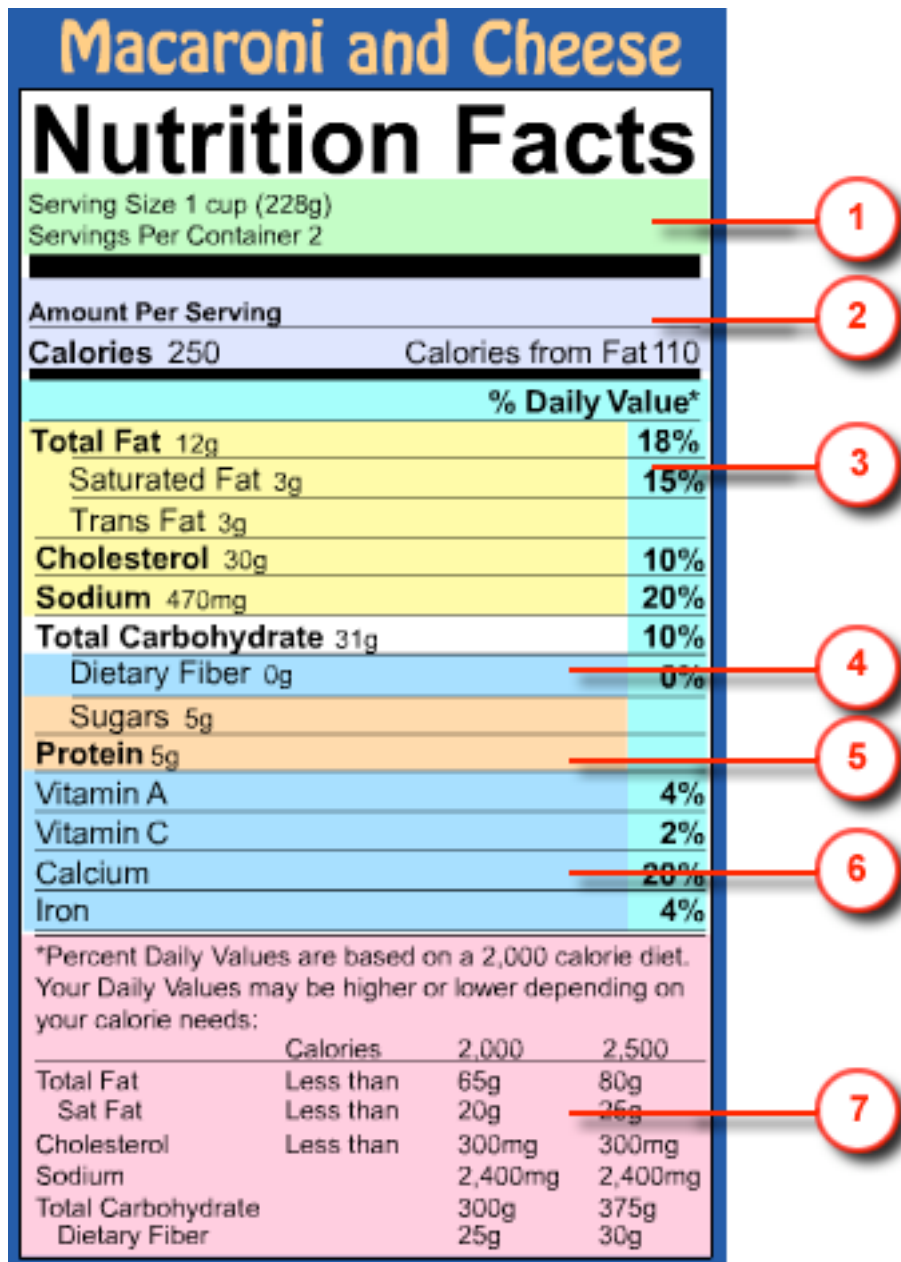 Macaroni and Cheese
Nutrition Facts
Serving Size 1 cup (228g)
Servings Per Container 2
1
Amount Per Serving
2
Calories 250 Calories from Fat 110
% Daily Value*
Total Fat 12g 18%
3
Saturated Fat 3g 15%
Trans Fat 3g
Cholesterol 30g 10%
Sodium 470mg 20%
Total Carbohydrate 31g 10%
4
Dietary Fiber 0g 0%
Sugars 5g
Protein 5g
5
Vitamin A 4%
Vitamin C 2%
Calcium 20%
6
Iron 4%
*Percent Daily Values are based on a 2,000 calorie diet.
Your Daily Values may be higher or lower depending on
your calorie needs:
Calories 2,000 2,500
Total Fat Less than 65g 80g
Sat Fat Less than 20g 25g
7
Cholesterol Less than 300mg 300mg
Sodium 2,400mg 2,400mg
Total Carbohydrate 300g 375g
Dietary Fiber 25g 30g